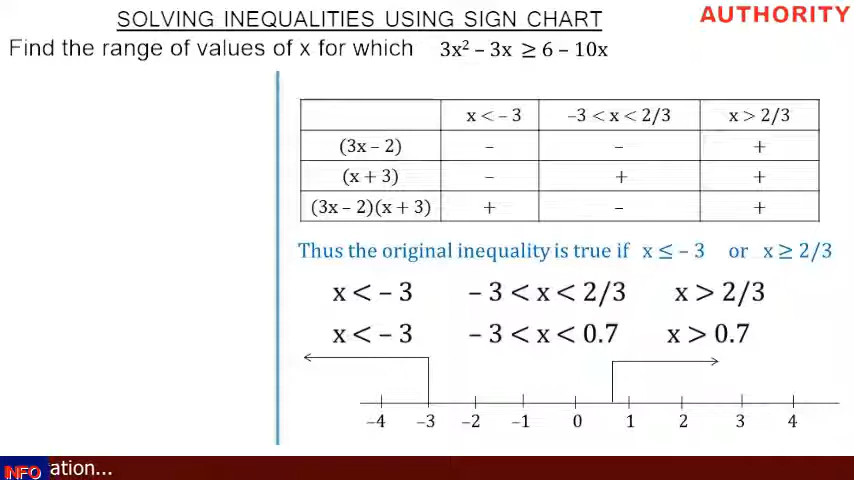 SOLVING INEQUALITIES USING SIGN CHART
AUTHORITY
Find the range of values of x for which 3x² – 3x ≥ 6 – 10x
x < – 3 –3 < x < 2/3 x > 2/3
(3x – 2) – – +
(x + 3) – + +
(3x – 2)(x + 3) + – +
Thus the original inequality is true if x ≤ – 3 or x ≥ 2/3
x < – 3 – 3 < x < 2/3 x > 2/3
x < – 3 – 3 < x < 0.7 x > 0.7
–4 –3 –2 –1 0 1 2 3 4
INFO ation...